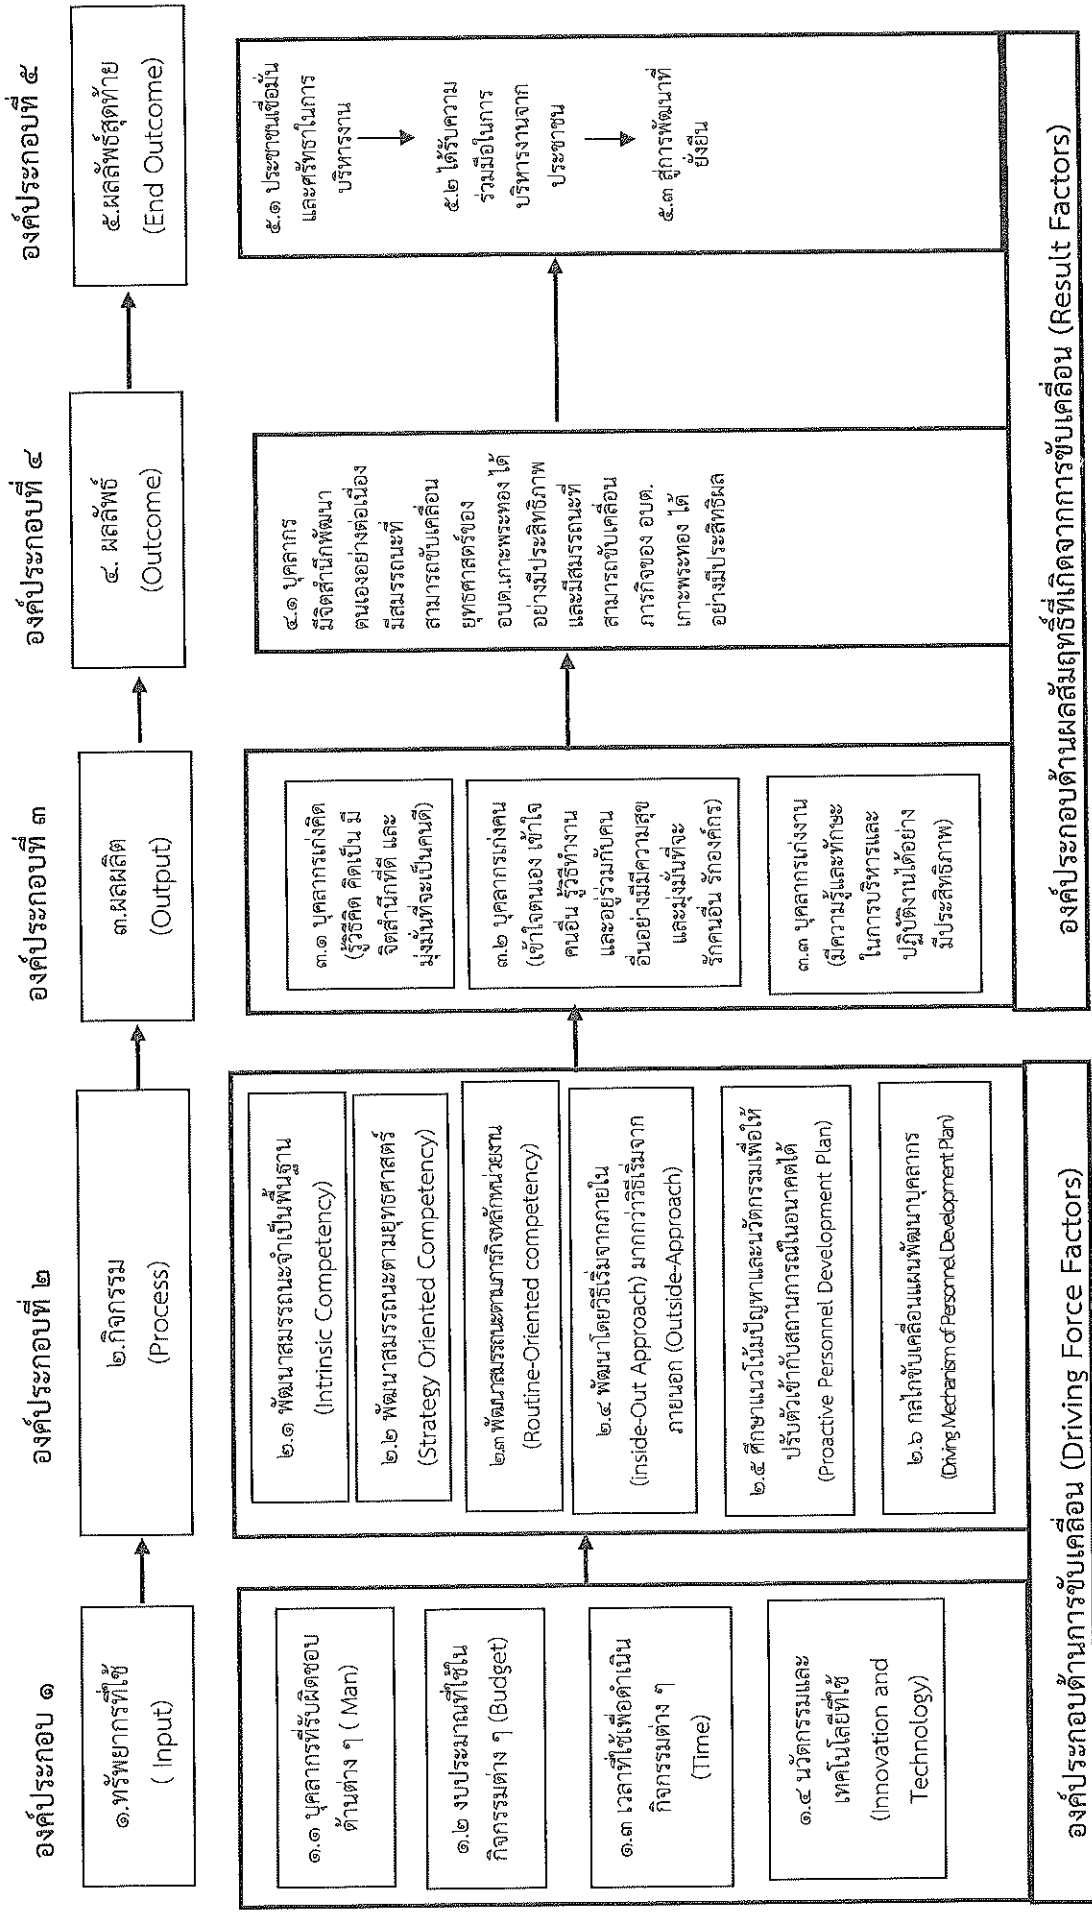 องค์ประกอบ ๑
๑.ทรัพยากรที่ใช้
( Input)
๑.๑ บุคลากรที่รับผิดชอบ
ด้านต่าง ๆ ( Man)
๑.๒ งบประมาณที่ใช้ใน
กิจกรรมต่าง ๆ (Budget)
๑.๓ เวลาที่ใช้เพื่อดำเนิน
กิจกรรมต่าง ๆ
(Time)
๑.๔ นวัตกรรมและ
เทคโนโลยีที่ใช้
(Innovation and
Technology)
องค์ประกอบที่ ๒
๒.กิจกรรม
(Process)
๒.๑ พัฒนาสมรรถนะจำเป็นพื้นฐาน
(Intrinsic Competency)
๒.๒ พัฒนาสมรรถนะตามยุทธศาสตร์
(Strategy Oriented Competency)
๒.๓ พัฒนาสมรรถนะตามภารกิจหลักหน่วยงาน
(Routine-Oriented competency)
๒.๔ พัฒนาโดยวิธีเริ่มจากภายใน
(inside-Out Approach) มากกว่าวิธีเริ่มจาก
ภายนอก (Outside-Approach)
๒.๕ ศึกษาแนวโน้มปัญหาและนวัตกรรมเพื่อให้
ปรับตัวเข้ากับสถานการณ์ในอนาคตได้
(Proactive Personnel Development Plan)
๒.๖ กลไกขับเคลื่อนแผนพัฒนาบุคลากร
(Driving Mechanism of Personnel Development Plan)
องค์ประกอบด้านการขับเคลื่อน (Driving Force Factors)
องค์ประกอบที่ ๓
๓.ผลผลิต
(Output)
๓.๑ บุคลากรเก่งคิด
(รู้วิธีคิด คิดเป็น มี
จิตสำนึกที่ดี และ
มุ่งมั่นที่จะเป็นคนดี)
๓.๒ บุคลากรเก่งคน
(เข้าใจตนเอง เข้าใจ
คนอื่น รู้วิธีทำงาน
และอยู่ร่วมกับคน
อื่นอย่างมีมีความสุข
และมุ่งมั่นที่จะ
รักคนอื่น รักองค์กร)
๓.๓ บุคลากรเก่งงาน
(มีความรู้และทักษะ
ในการบริหารและ
ปฏิบัติงานได้อย่าง
มีประสิทธิภาพ)
องค์ประกอบที่ ๔
๔. ผลลัพธ์
(Outcome)
๔.๑ บุคลากร
มีจิตสำนึกพัฒนา
ตนเองอย่างต่อเนื่อง
มีสมรรถนะที่
สามารถขับเคลื่อน
ยุทธศาสตร์ของ
อบต.เกาะพระทอง ได้
อย่างมีประสิทธิภาพ
และมีสมรรถนะที่
สามารถขับเคลื่อน
ภารกิจของ อบต.
เกาะพระทอง ได้
อย่างมีประสิทธิผล
องค์ประกอบที่ ๕
๕.ผลลัพธ์สุดท้าย
(End Outcome)
๕.๑ ประชาชนเชื่อมั่น
และศรัทธาในการ
บริหารงาน
๕.๒ ได้รับความ
ร่วมมือในการ
บริหารงานจาก
ประชาชน
๕.๓ สู่การพัฒนาที่
ยั่งยืน
องค์ประกอบด้านผลสัมฤทธิ์ที่เกิดจากการขับเคลื่อน (Result Factors)